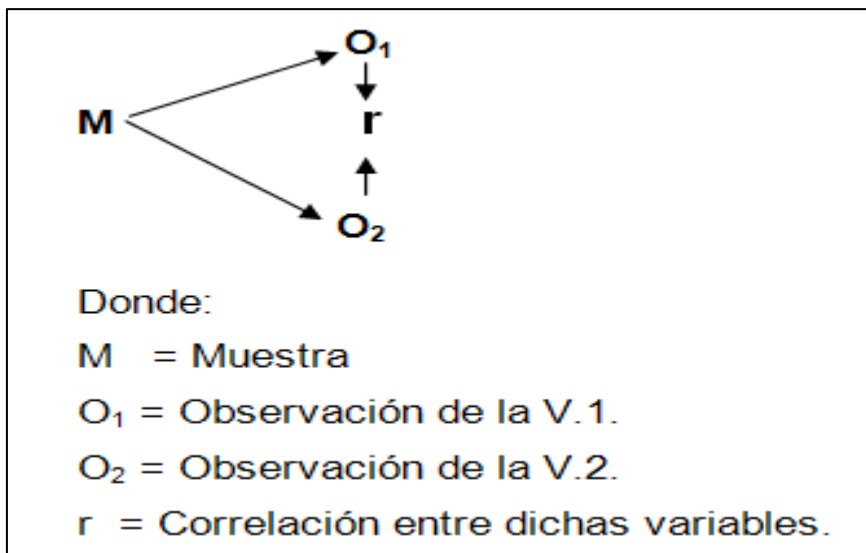 O₁
M
r
O₂
Donde:
M = Muestra
O₁ = Observación de la V.1.
O₂ = Observación de la V.2.
r = Correlación entre dichas variables.